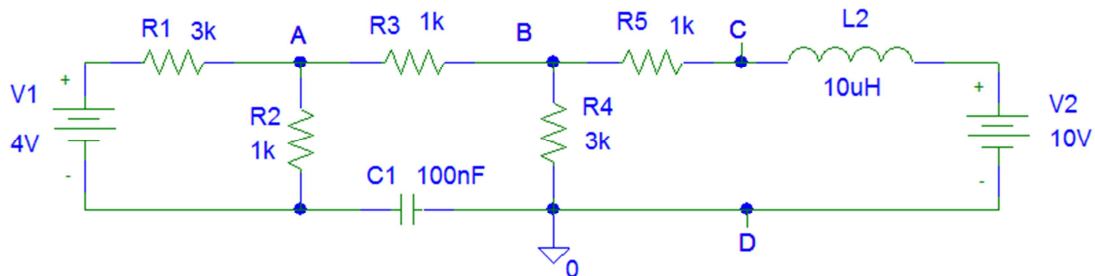 R1 3k
A
R3 1k
B
R5 1k
C
L2
10uH
+
V1
4V
-
R2
1k
C1 100nF
R4
3k
+
V2
10V
-
D
0